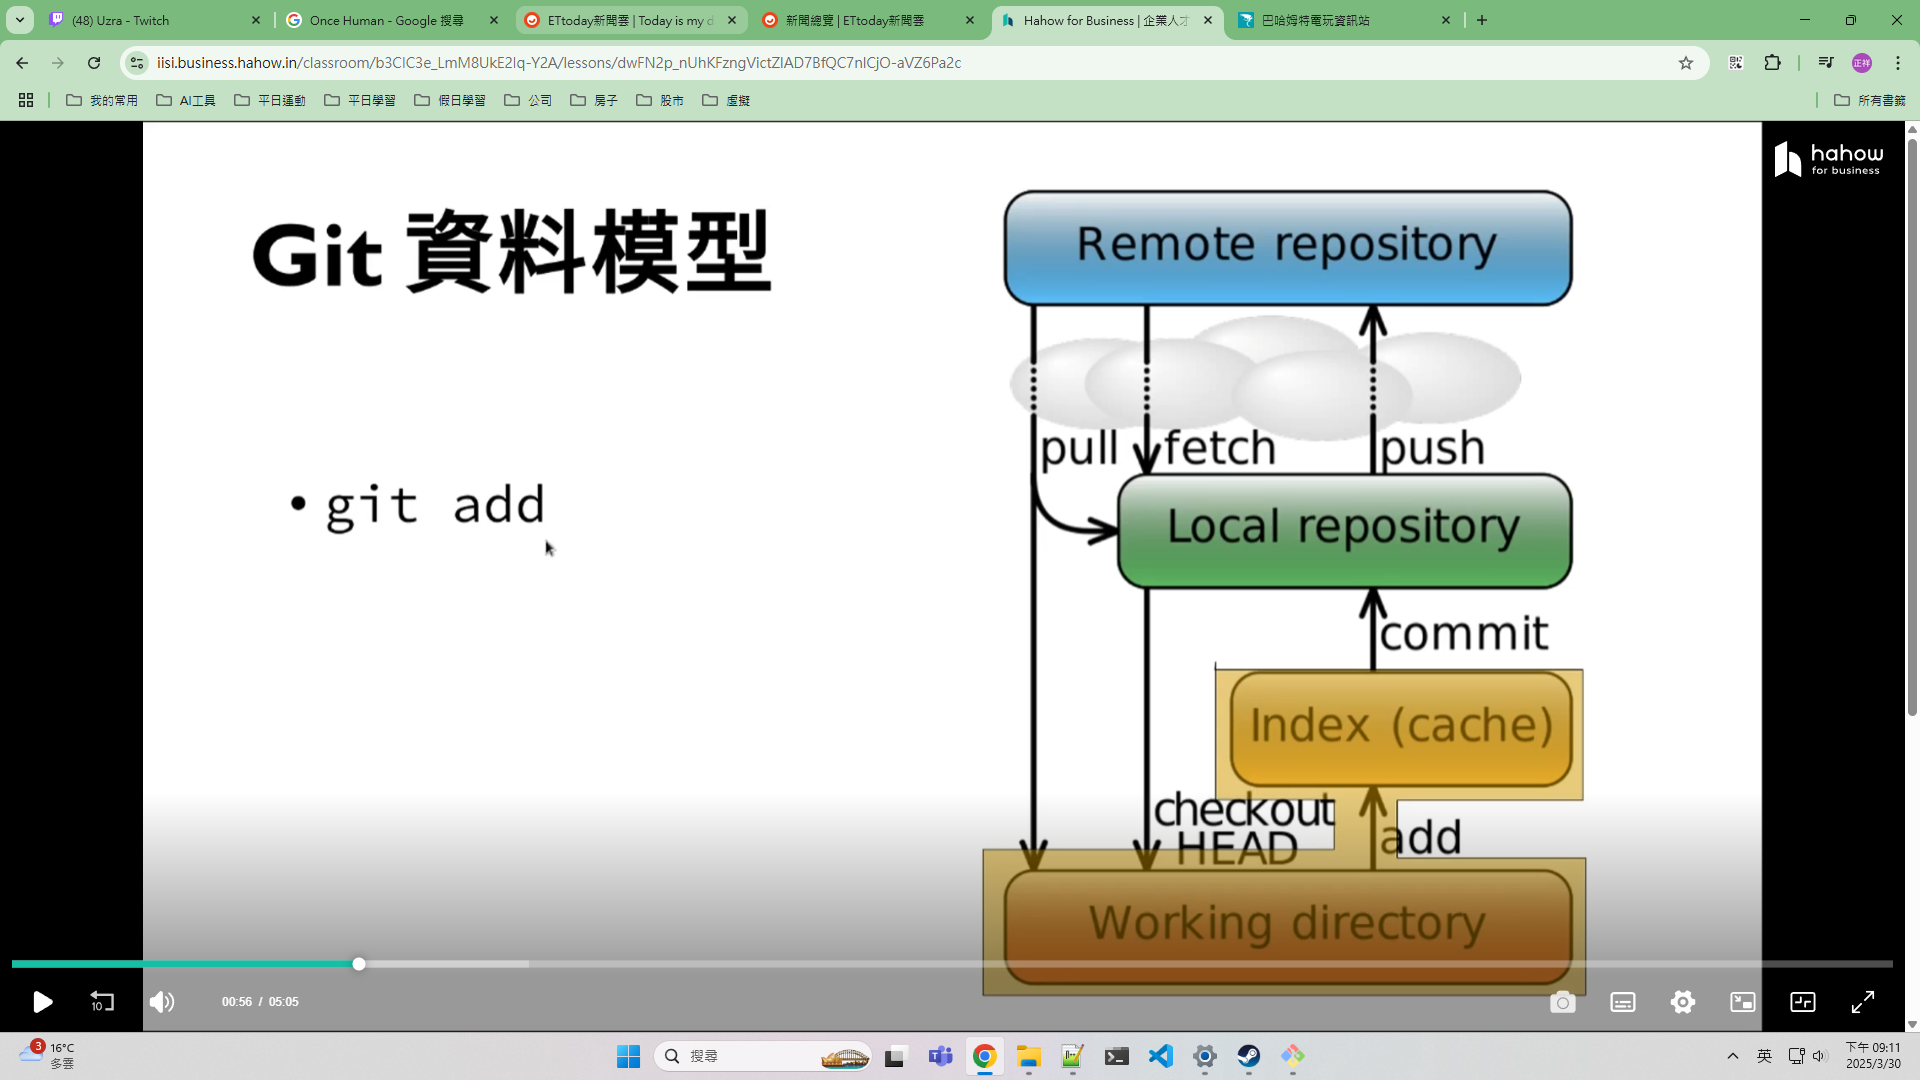 (48) Uzra - Twitch
Once Human - Google 搜尋
ETtoday新聞雲 | Today is my d
新聞總覽 | ETtoday新聞雲
Hahow for Business | 企業人才
巴哈姆特電玩資訊站
iisi.business.hahow.in/classroom/b3ClC3e_LmM8UkE2lq-Y2A/lessons/dwFN2p_nUhKFzngVictZlAD7BfQC7nlCjO-aVZ6Pa2c
正祥
我的常用
AI工具
平日運動
平日學習
假日學習
公司
房子
股市
虛擬
所有書籤
hahow
for business
Git 資料模型
• git add
Remote repository
pull
fetch
push
Local repository
commit
Index (cache)
checkout
HEAD
add
Working directory
10
00:56 / 05:05
3
16°C
多雲
搜尋
英
下午 09:11
2025/3/30